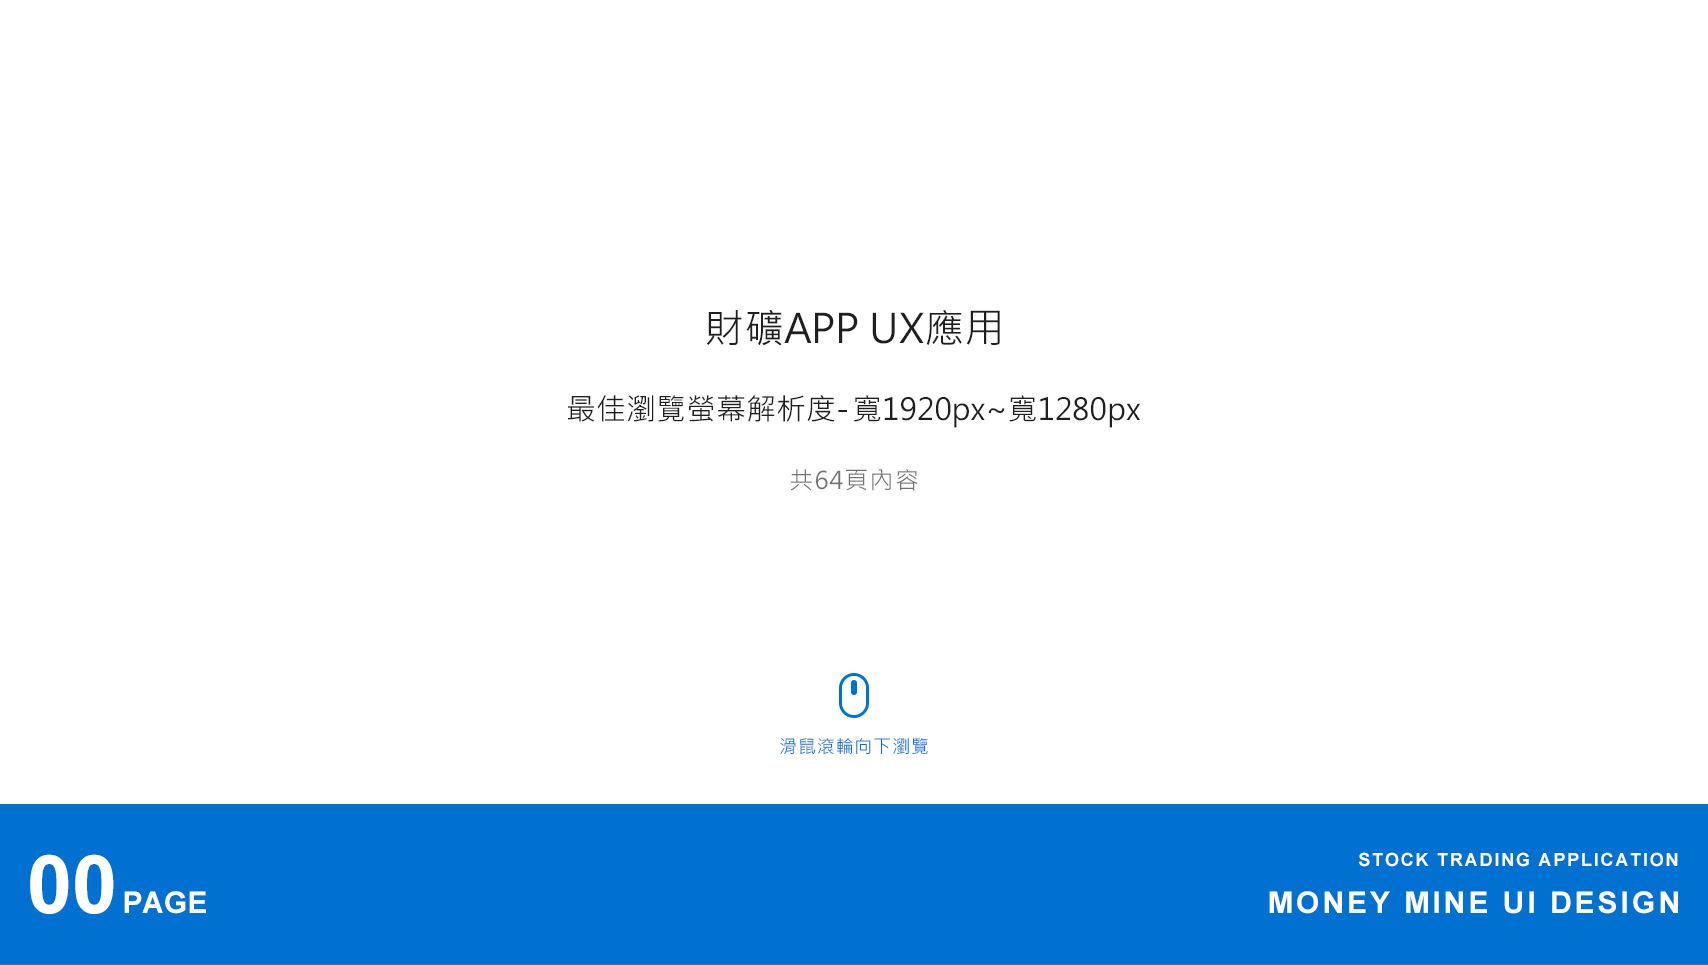 財礦APP UX應用
最佳瀏覽螢幕解析度-寬1920px~寬1280px
共64頁內容
滑鼠滾輪向下瀏覽
00 PAGE
STOCK TRADING APPLICATION
MONEY MINE UI DESIGN